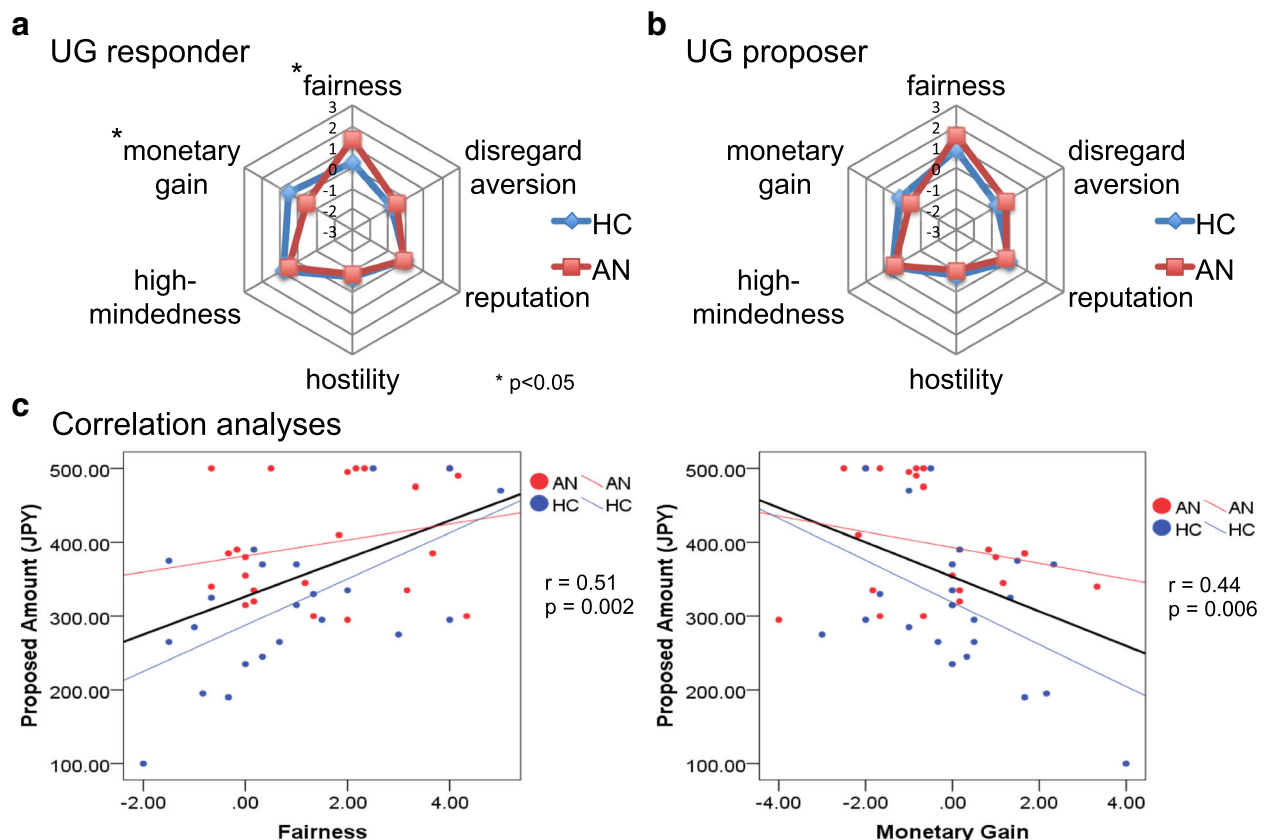 a
UG responder
* fairness
3
2
1
0
-1
-2
-3
* monetary
gain
disregard
aversion
high-
mindedness
reputation
hostility
HC
AN
* p<0.05
b
UG proposer
fairness
3
2
1
0
-1
-2
-3
monetary
gain
disregard
aversion
high-
mindedness
reputation
hostility
HC
AN
c
Correlation analyses
Proposed Amount (JPY)
500.00
400.00
300.00
200.00
100.00
-2.00 .00 2.00 4.00
Fairness
AN AN
HC HC
r = 0.51
p = 0.002
Proposed Amount (JPY)
500.00
400.00
300.00
200.00
100.00
-4.00 -2.00 .00 2.00 4.00
Monetary Gain
AN AN
HC HC
r = 0.44
p = 0.006